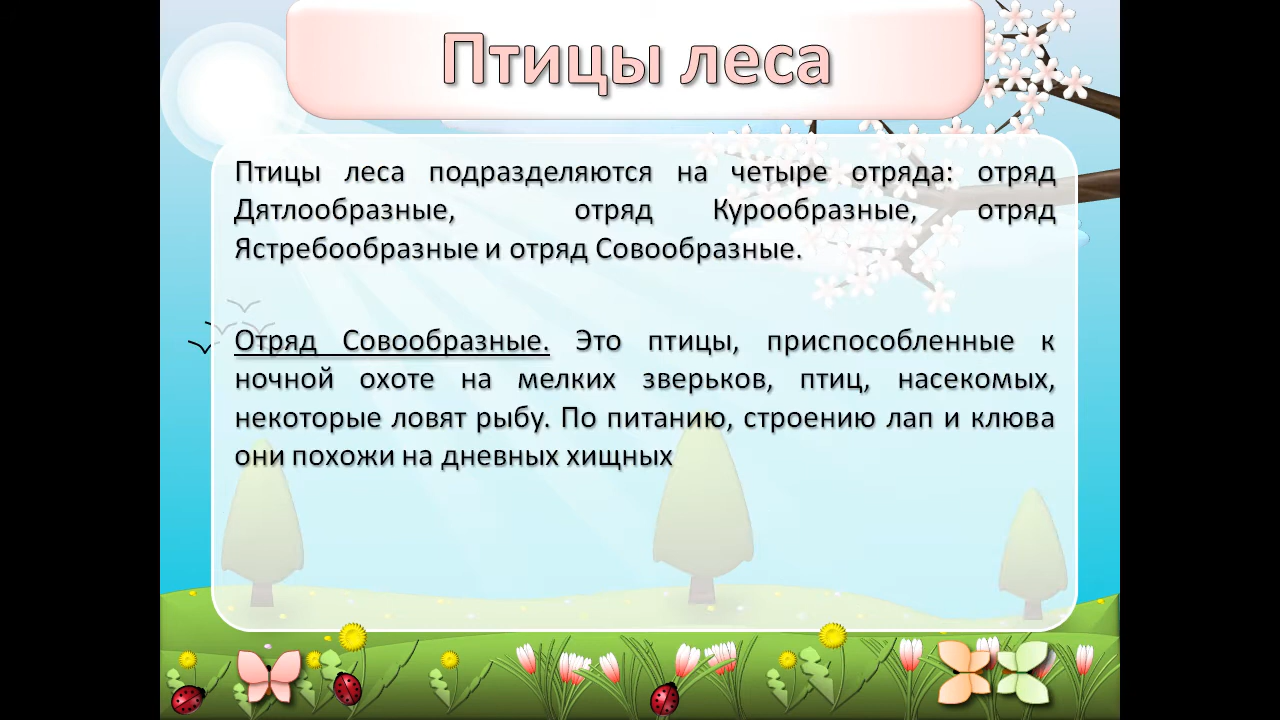 Птицы леса
Птицы леса подразделяются на четыре отряда: отряд
Дятлообразные, отряд Курообразные, отряд
Ястребообразные и отряд Совообразные.
Отряд Совообразные. Это птицы, приспособленные к
ночной охоте на мелких зверьков, птиц, насекомых,
некоторые ловят рыбу. По питанию, строению лап и клюва
они похожи на дневных хищных